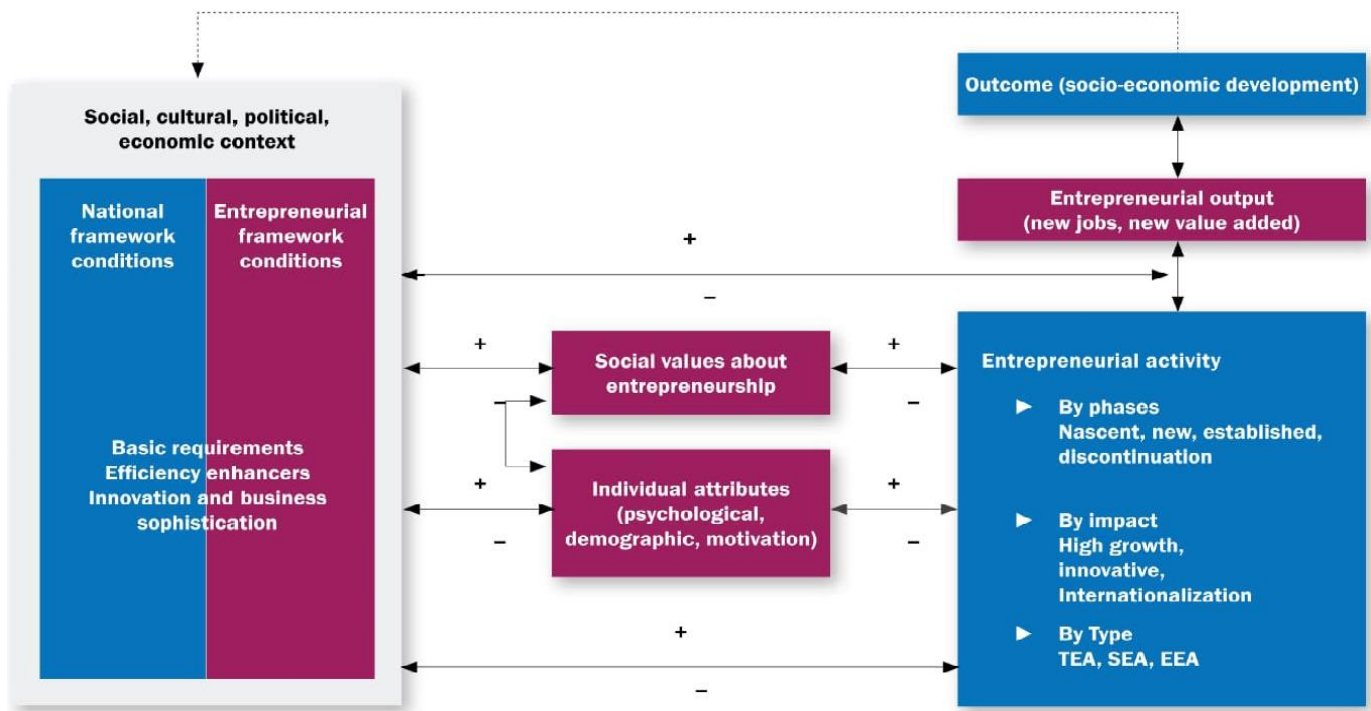 Outcome (socio-economic development)
Social, cultural, political,
economic context
National
framework
conditions
Entrepreneurial
framework
conditions
Basic requirements
Efficiency enhancers
Innovation and business
sophistication
Entrepreneurial output
(new jobs, new value added)
+
–
+
–
Social values about
entrepreneurship
+
–
+
–
Individual attributes
(psychological,
demographic, motivation)
+
–
+
–
Entrepreneurial activity
► By phases
Nascent, new, established,
discontinuation
► By impact
High growth,
innovative,
Internationalization
► By Type
TEA, SEA, EEA